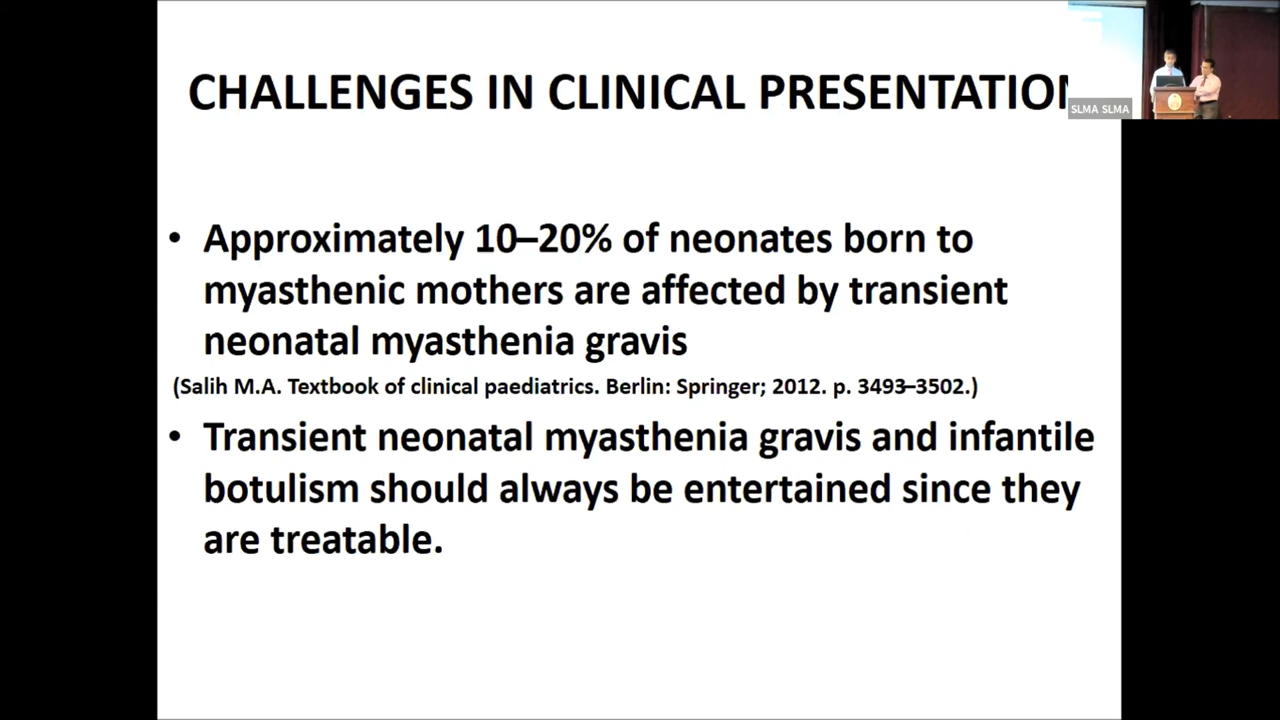 CHALLENGES IN CLINICAL PRESENTATION
SLMA SLMA
• Approximately 10–20% of neonates born to
myasthenic mothers are affected by transient
neonatal myasthenia gravis
(Salih M.A. Textbook of clinical paediatrics. Berlin: Springer; 2012. p. 3493–3502.)
• Transient neonatal myasthenia gravis and infantile
botulism should always be entertained since they
are treatable.